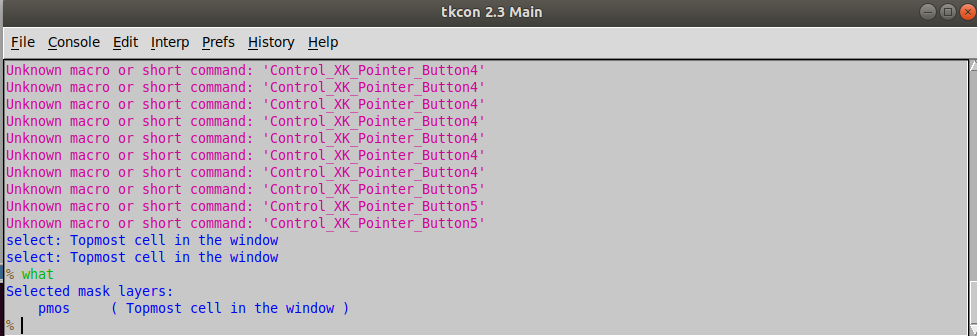 tkcon 2.3 Main
File Console Edit Interp Prefs History Help
Unknown macro or short command: 'Control_XK_Pointer_Button4'
Unknown macro or short command: 'Control_XK_Pointer_Button4'
Unknown macro or short command: 'Control_XK_Pointer_Button4'
Unknown macro or short command: 'Control_XK_Pointer_Button4'
Unknown macro or short command: 'Control_XK_Pointer_Button4'
Unknown macro or short command: 'Control_XK_Pointer_Button4'
Unknown macro or short command: 'Control_XK_Pointer_Button4'
Unknown macro or short command: 'Control_XK_Pointer_Button5'
Unknown macro or short command: 'Control_XK_Pointer_Button5'
Unknown macro or short command: 'Control_XK_Pointer_Button5'
select: Topmost cell in the window
select: Topmost cell in the window
% what
Selected mask layers:
    pmos     ( Topmost cell in the window )
%